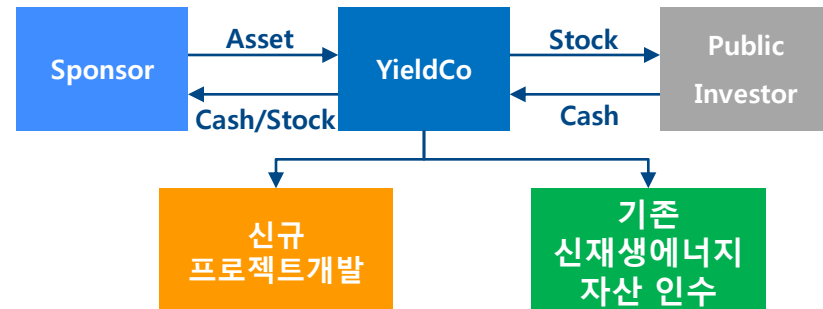 Sponsor
Asset
Cash/Stock
YieldCo
Stock
Cash
Public
Investor
신규
프로젝트개발
기존
신재생에너지
자산 인수